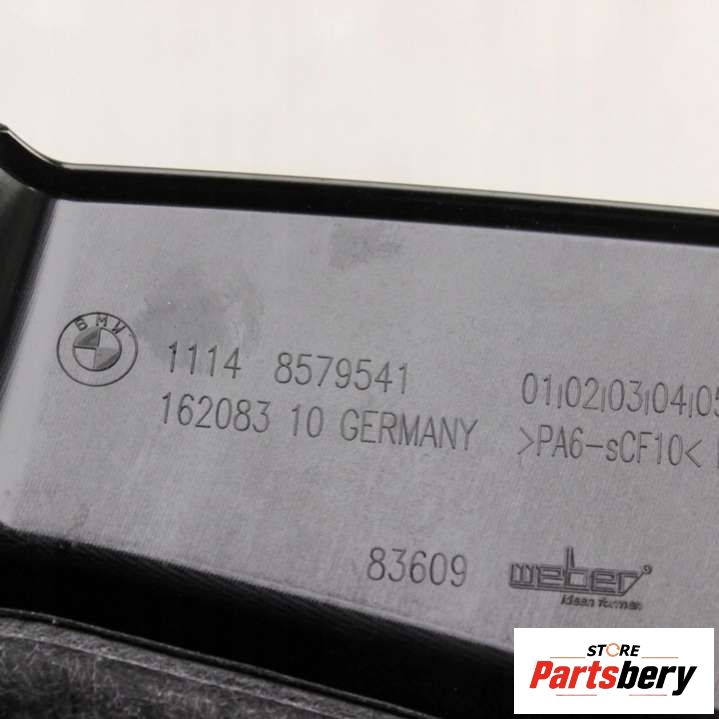 BMW
1114 8579541
01|02|03|04|05
162083 10 GERMANY
>PA6-sCF10<
83609
weber®
ideen formen
STORE
Partsbery